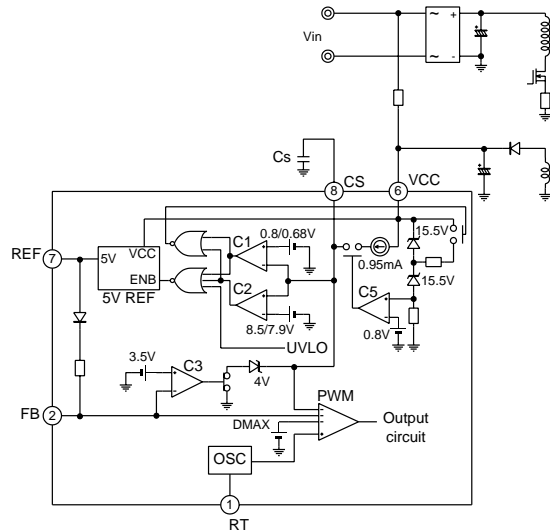 Vin
~
+
~
-
Cs
8
CS
6
VCC
REF
7
5V
VCC
ENB
5V REF
C1
0.8/0.68V
C2
8.5/7.9V
UVLO
0.95mA
15.5V
15.5V
C5
0.8V
3.5V
C3
4V
FB
2
PWM
DMAX
Output
circuit
OSC
1
RT